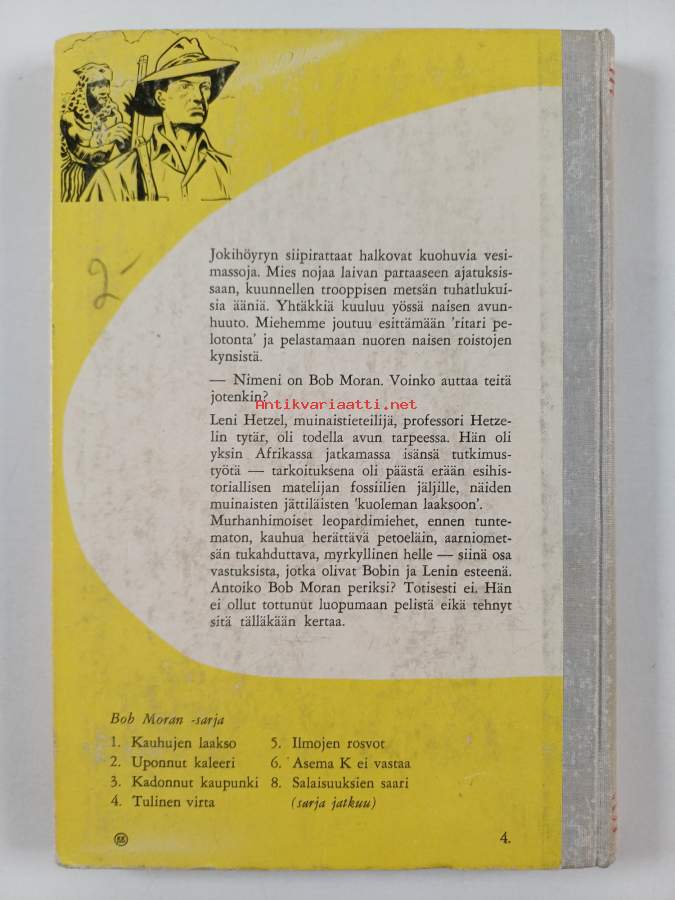 2-
Jokihöyryn siipirattaat halkovat kuohuvia vesi-
massoja. Mies nojaa laivan partaaseen ajatuksis-
saan, kuunnellen trooppisen metsän tuhatlukui-
sia ääniä. Yhtäkkiä kuuluu yössä naisen avun-
huuto. Miehemme joutuu esittämään 'ritari pe-
lotonta' ja pelastamaan nuoren naisen roistojen
kynsistä.
— Nimeni on Bob Moran. Voinko auttaa teitä
jotenkin?
Antikvariaatti.net
Leni Hetzel, muinaistieteilijä, professori Hetze-
lin tytär, oli todella avun tarpeessa. Hän oli
yksin Afrikassa jatkamassa isänsä tutkimus-
työtä — tarkoituksena oli päästä erään esihis-
toriallisen matelijan fossiilien jäljille, näiden
muinaisten jättiläisten 'kuoleman laaksoon'.
Murhanhimoiset leopardimiehet, ennen tunte-
maton, kauhua herättävä petoeläin, aarniomet-
sän tukahduttava, myrkyllinen helle — siinä osa
vastuksista, jotka olivat Bobin ja Lenin esteenä.
Antoiko Bob Moran periksi? Totisesti ei. Hän
ei ollut tottunut luopumaan pelistä eikä tehnyt
sitä tälläkään kertaa.
Bob Moran -sarja
1. Kauhujen laakso
2. Uponnut kaleeri
3. Kadonnut kaupunki
4. Tulinen virta
5. Ilmojen rosvot
6. Asema K ei vastaa
8. Salaisuuksien saari
(sarja jatkuu)
4.